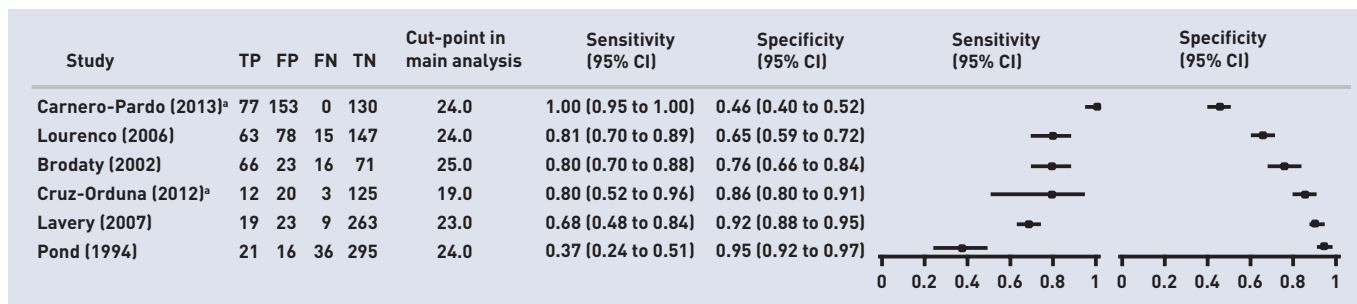 Study TP FP FN TN Cut-point in main analysis Sensitivity (95% CI) Specificity (95% CI) Sensitivity (95% CI) Specificity (95% CI)
Carnero-Pardo (2013)ᵃ 77 153 0 130 24.0 1.00 (0.95 to 1.00) 0.46 (0.40 to 0.52)
Lourenco (2006) 63 78 15 147 24.0 0.81 (0.70 to 0.89) 0.65 (0.59 to 0.72)
Brodaty (2002) 66 23 16 71 25.0 0.80 (0.70 to 0.88) 0.76 (0.66 to 0.84)
Cruz-Orduna (2012)ᵃ 12 20 3 125 19.0 0.80 (0.52 to 0.96) 0.86 (0.80 to 0.91)
Lavery (2007) 19 23 9 263 23.0 0.68 (0.48 to 0.84) 0.92 (0.88 to 0.95)
Pond (1994) 21 16 36 295 24.0 0.37 (0.24 to 0.51) 0.95 (0.92 to 0.97)
0 0.2 0.4 0.6 0.8 1 0 0.2 0.4 0.6 0.8 1